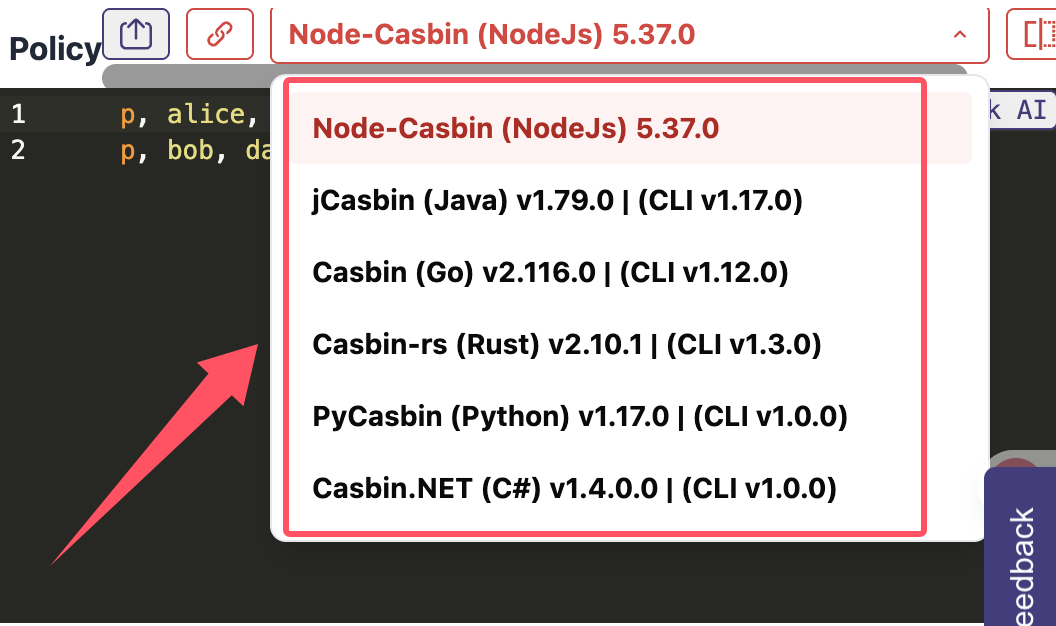 Policy
Node-Casbin (NodeJs) 5.37.0
1 p, alice,
2 p, bob,
AI
Node-Casbin (NodeJs) 5.37.0
jCasbin (Java) v1.79.0 | (CLI v1.17.0)
Casbin (Go) v2.116.0 | (CLI v1.12.0)
Casbin-rs (Rust) v2.10.1 | (CLI v1.3.0)
PyCasbin (Python) v1.17.0 | (CLI v1.0.0)
Casbin.NET (C#) v1.4.0.0 | (CLI v1.0.0)
eedback